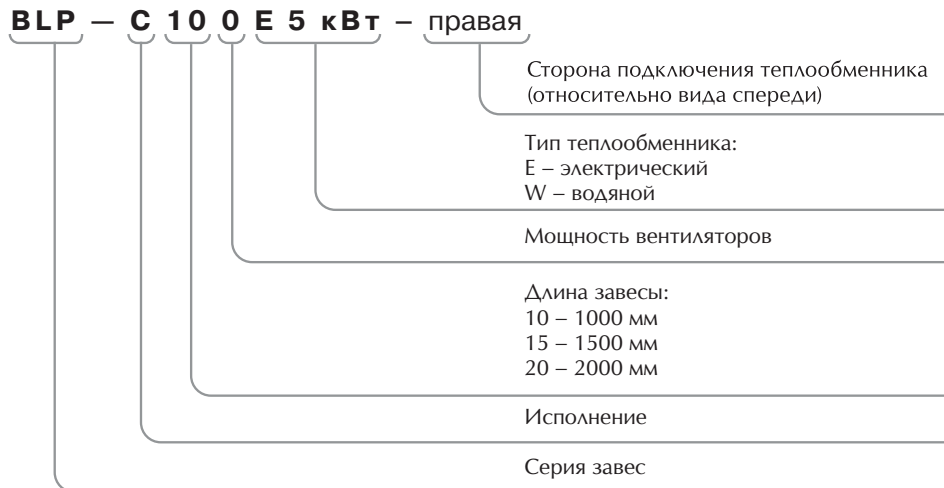 BLP — С 10 0 Е 5 кВт – правая
Сторона подключения теплообменника
(относительно вида спереди)
Тип теплообменника:
Е – электрический
W – водяной
Мощность вентиляторов
Длина завесы:
10 – 1000 мм
15 – 1500 мм
20 – 2000 мм
Исполнение
Серия завес